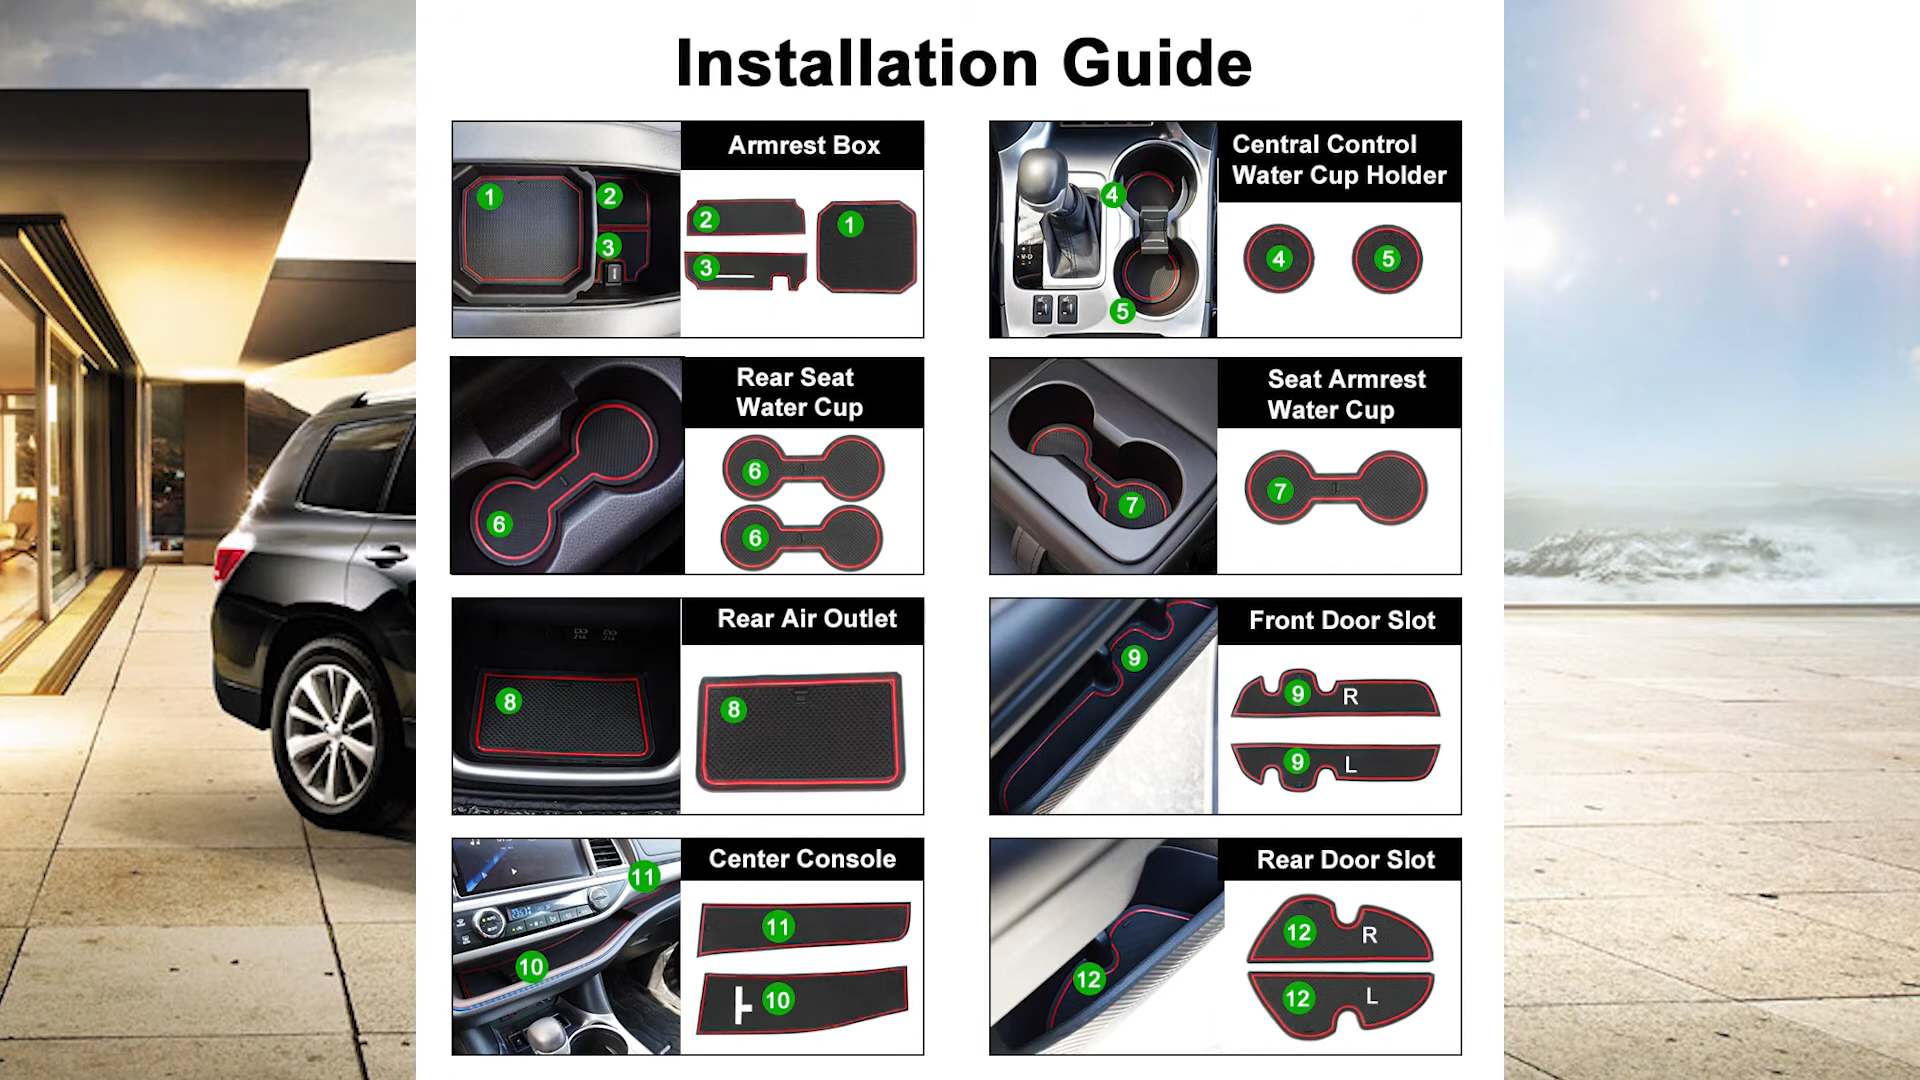 Installation Guide
Armrest Box
1
2
3
2
3
1
Central Control
Water Cup Holder
4
5
4
5
Rear Seat
Water Cup
6
6
6
Seat Armrest
Water Cup
7
7
Rear Air Outlet
8
8
Front Door Slot
9
9 R
9 L
Center Console
11
10
11
10
Rear Door Slot
12
12 R
12 L